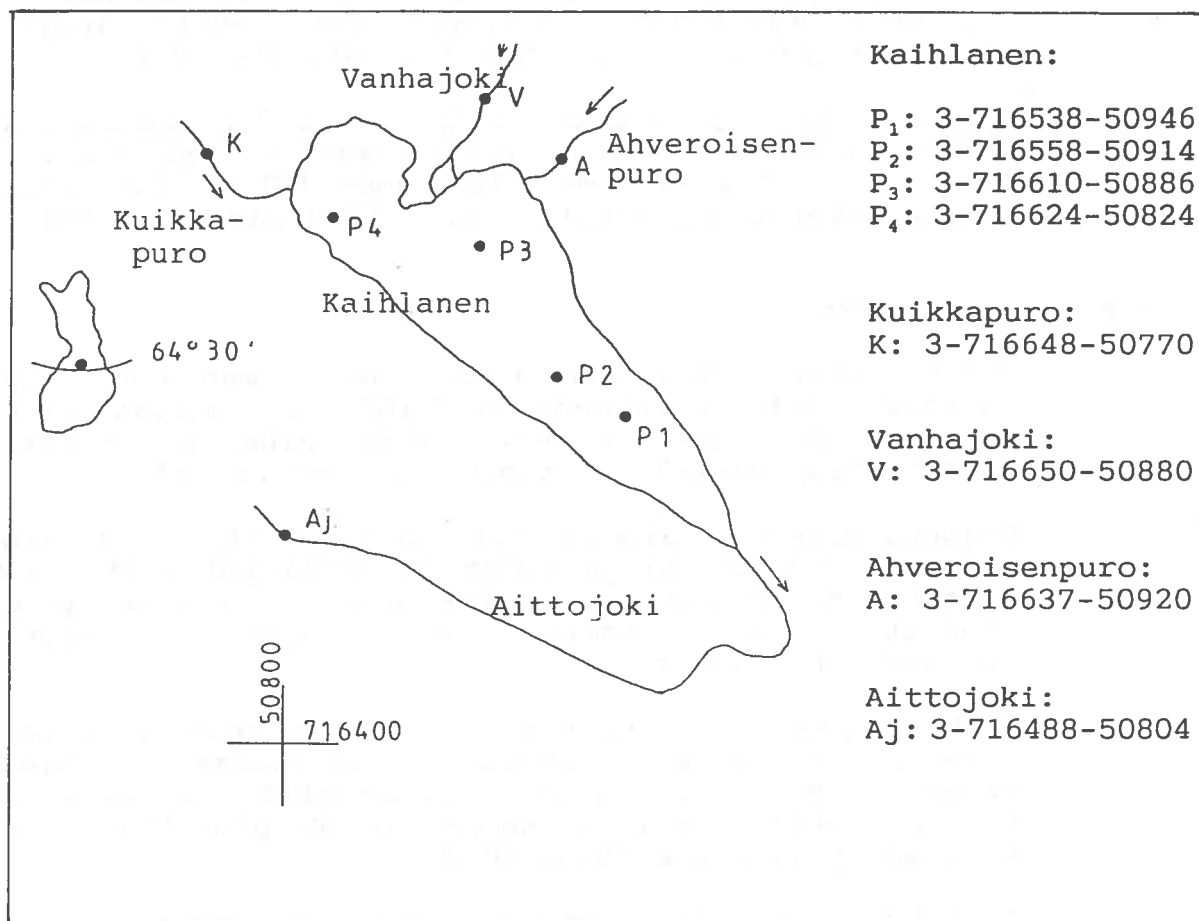 Vanhajoki
V
K
A
Ahveroisen-
puro
Kuikka-
puro
P4
P3
Kaihlanen
64°30'
P2
P1
Aj.
Aittojoki
50800
716400
Kaihlanen:
P₁: 3-716538-50946
P₂: 3-716558-50914
P₃: 3-716610-50886
P₄: 3-716624-50824
Kuikkapuro:
K: 3-716648-50770
Vanhajoki:
V: 3-716650-50880
Ahveroisenpuro:
A: 3-716637-50920
Aittojoki:
Aj: 3-716488-50804